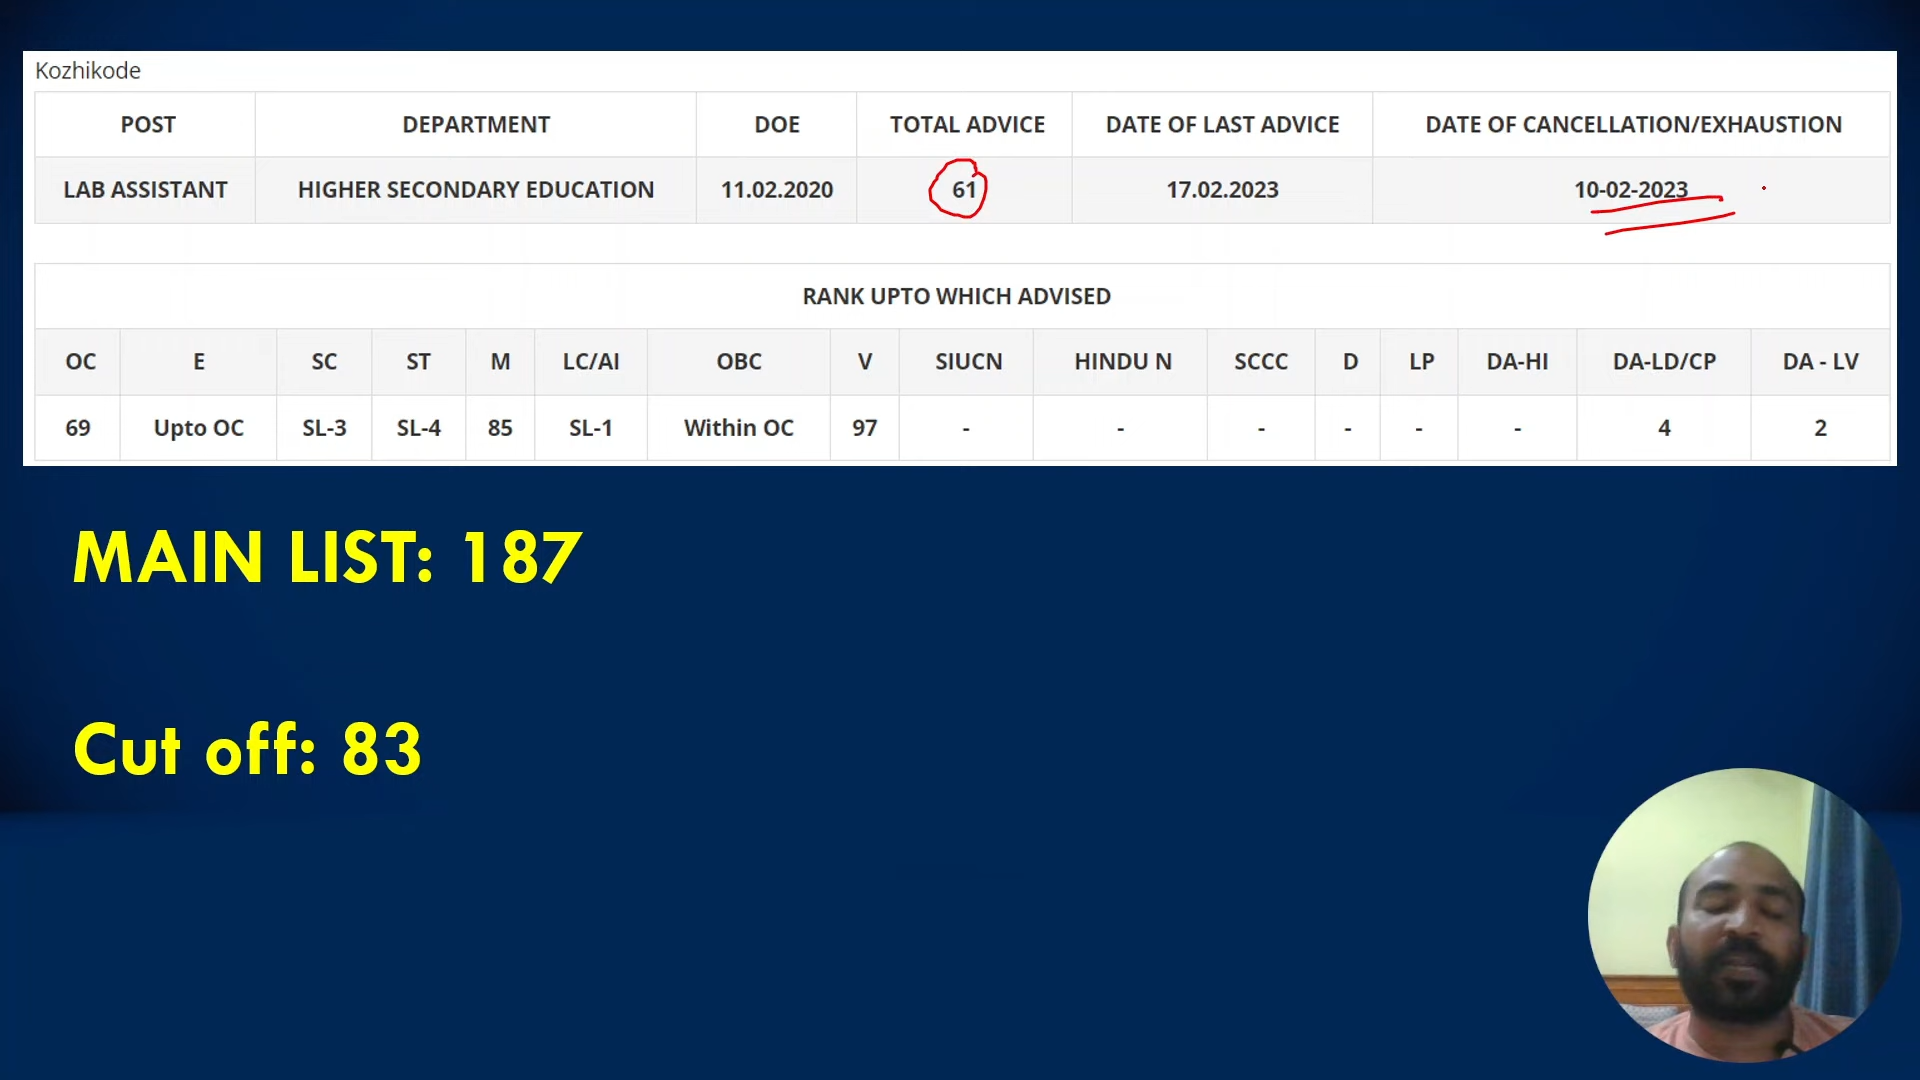 Kozhikode
POST DEPARTMENT DOE TOTAL ADVICE DATE OF LAST ADVICE DATE OF CANCELLATION/EXHAUSTION
LAB ASSISTANT HIGHER SECONDARY EDUCATION 11.02.2020 61 17.02.2023 10-02-2023
RANK UPTO WHICH ADVISED
OC E SC ST M LC/AI OBC V SIUCN HINDU N SCCC D LP DA-HI DA-LD/CP DA - LV
69 Upto OC SL-3 SL-4 85 SL-1 Within OC 97 - - - - - - 4 2
MAIN LIST: 187
Cut off: 83